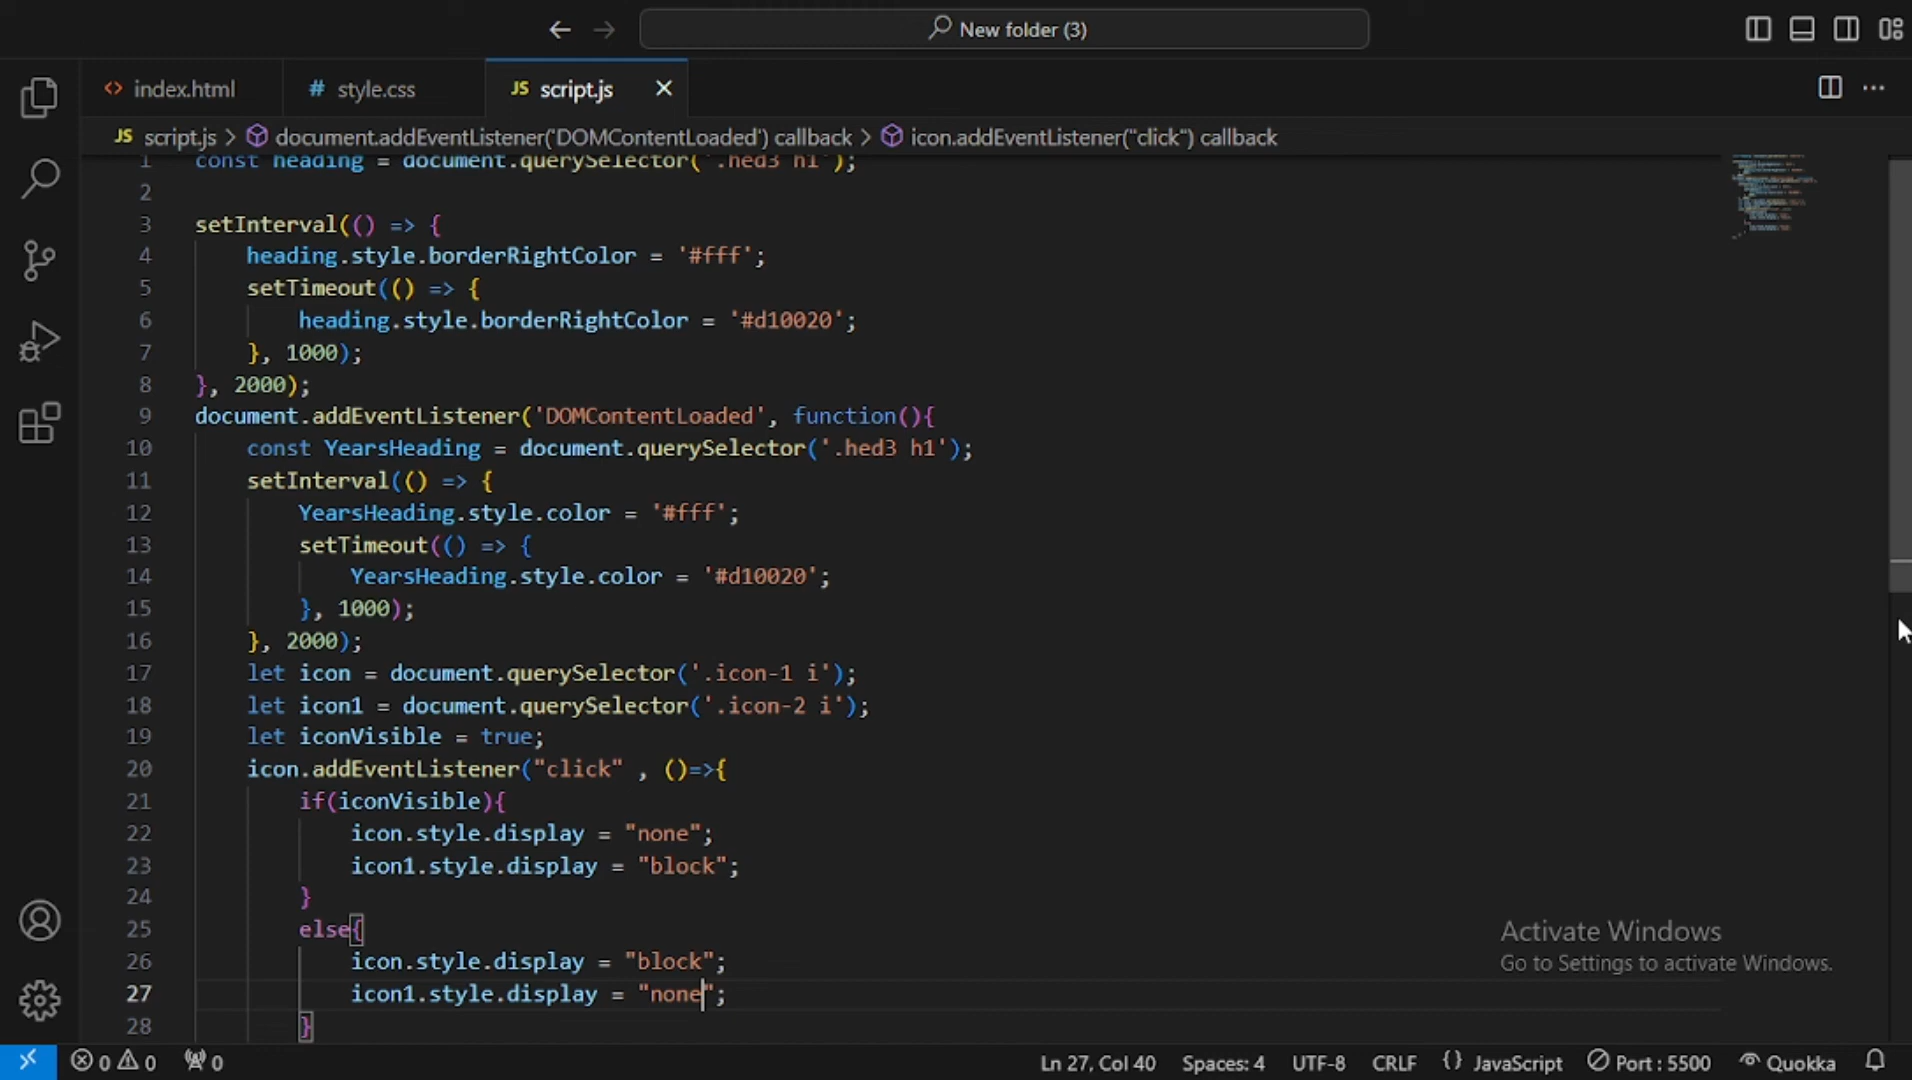 New folder (3)
index.html
# style.css
JS script.js
JS script.js > document.addEventListener('DOMContentLoaded') callback > icon.addEventListener("click") callback
1 const heading = document.querySelector('.hed3 h1');
2
3 setInterval(() => {
4     heading.style.borderRightColor = '#fff';
5     setTimeout(() => {
6         heading.style.borderRightColor = '#d10020';
7     }, 1000);
8 }, 2000);
9 document.addEventListener('DOMContentLoaded', function(){
10     const YearsHeading = document.querySelector('.hed3 h1');
11     setInterval(() => {
12         YearsHeading.style.color = '#fff';
13         setTimeout(() => {
14             YearsHeading.style.color = '#d10020';
15         }, 1000);
16     }, 2000);
17     let icon = document.querySelector('.icon-1 i');
18     let icon1 = document.querySelector('.icon-2 i');
19     let iconVisible = true;
20     icon.addEventListener("click" , ()=>{
21         if(iconVisible){
22             icon.style.display = "none";
23             icon1.style.display = "block";
24         }
25         else{
26             icon.style.display = "block";
27             icon1.style.display = "none";
28         }
Activate Windows
Go to Settings to activate Windows.
0 0 0 Ln 27, Col 40 Spaces: 4 UTF-8 CRLF {} JavaScript Port : 5500 Quokka